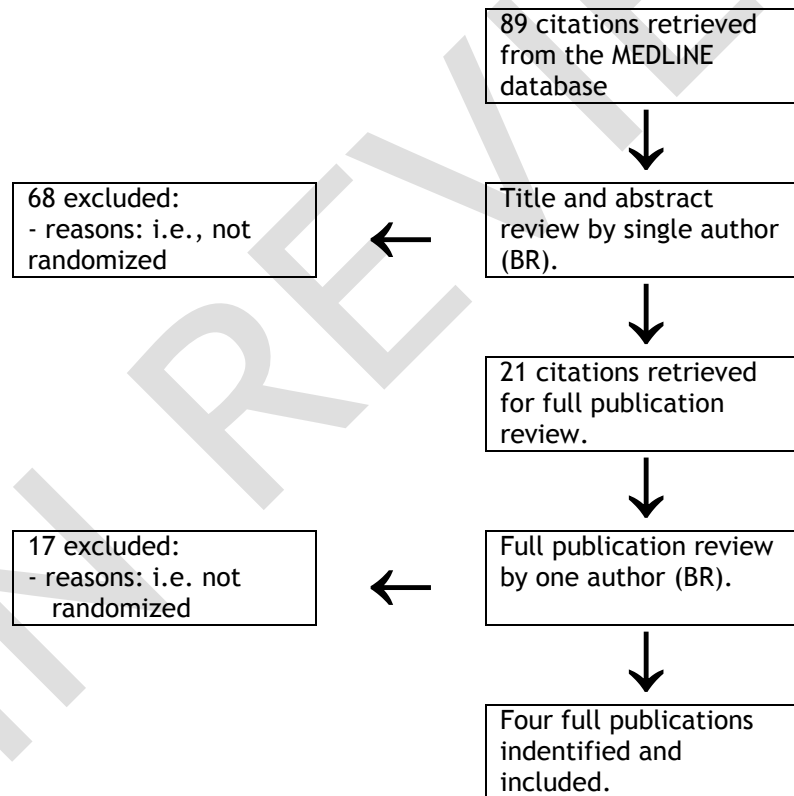 89 citations retrieved
from the MEDLINE
database
68 excluded:
- reasons: i.e., not
randomized
Title and abstract
review by single author
(BR).
21 citations retrieved
for full publication
review.
17 excluded:
- reasons: i.e. not
randomized
Full publication review
by one author (BR).
Four full publications
indentified and
included.
IN REVIE